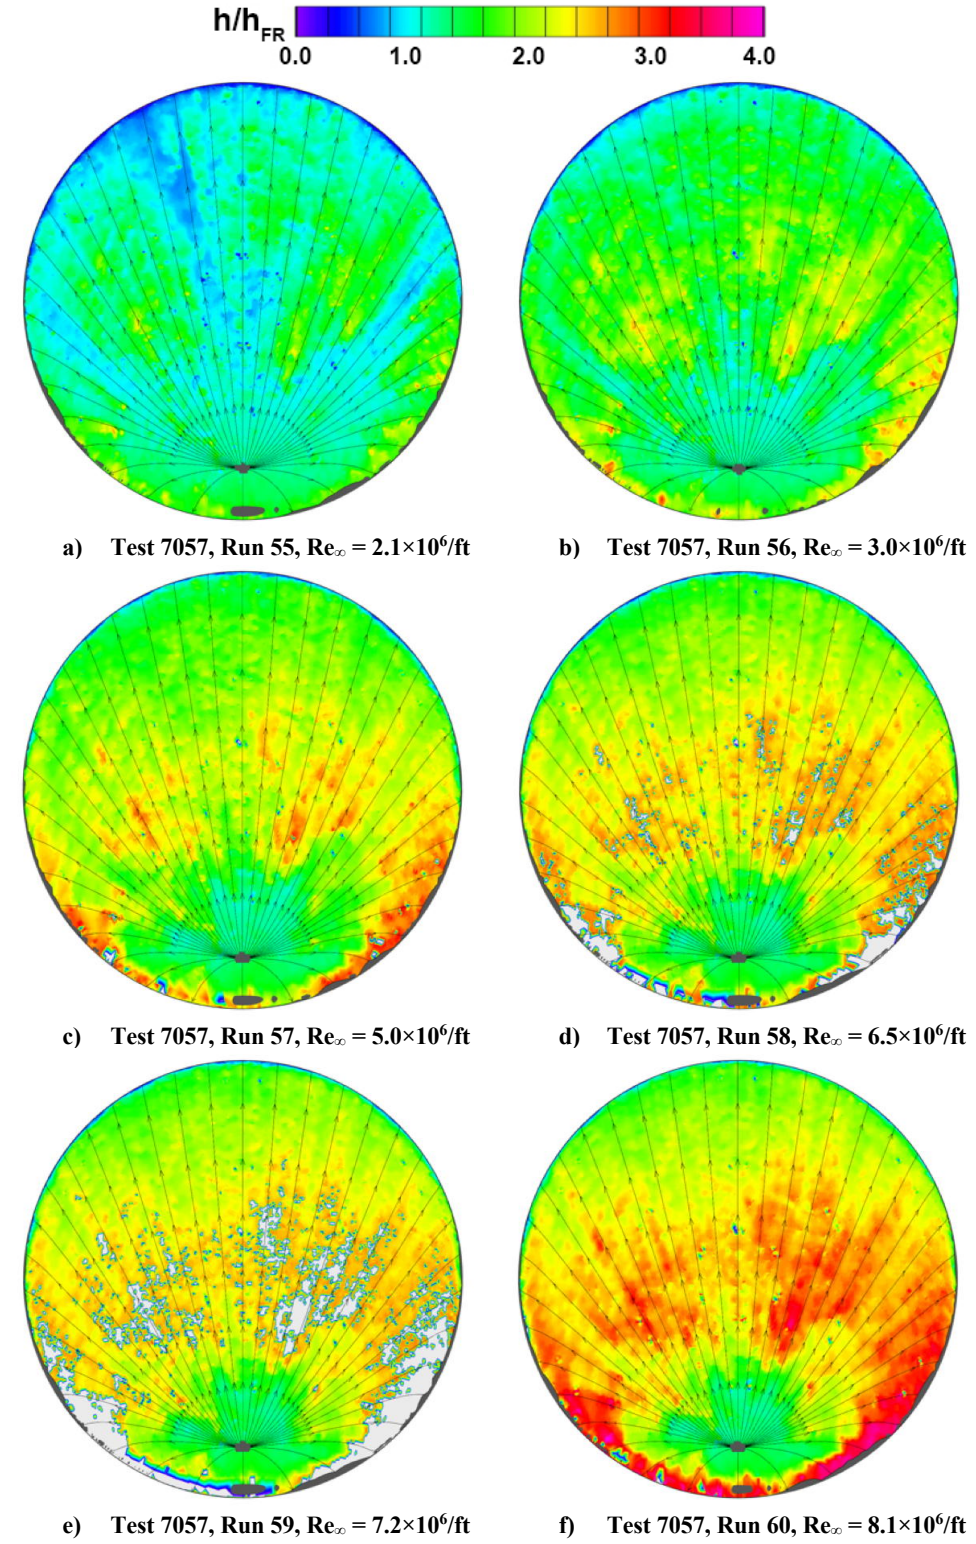 h/h_FR
0.0 1.0 2.0 3.0 4.0
a) Test 7057, Run 55, Re∞ = 2.1×10⁶/ft
b) Test 7057, Run 56, Re∞ = 3.0×10⁶/ft
c) Test 7057, Run 57, Re∞ = 5.0×10⁶/ft
d) Test 7057, Run 58, Re∞ = 6.5×10⁶/ft
e) Test 7057, Run 59, Re∞ = 7.2×10⁶/ft
f) Test 7057, Run 60, Re∞ = 8.1×10⁶/ft